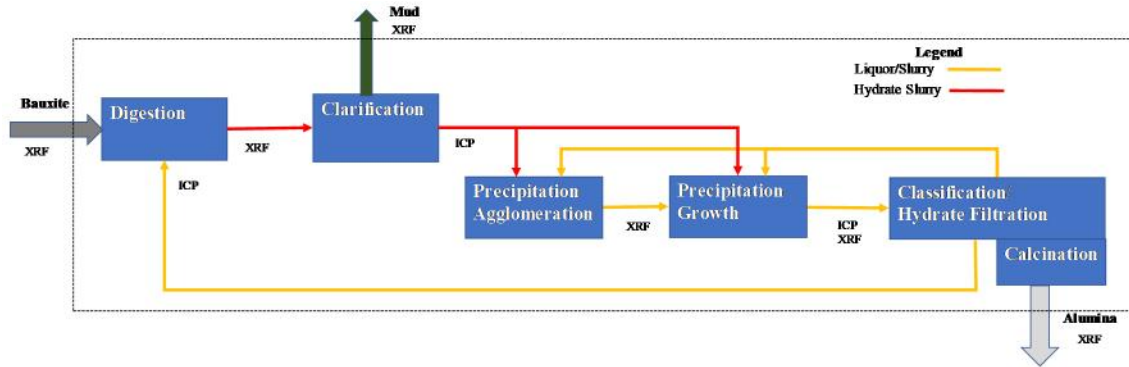 Mud
XRF
Legend
Liquor/Slurry
Hydrate Slurry
Bauxite
XRF
Digestion
XRF
Clarification
ICP
ICP
Precipitation
Agglomeration
XRF
Precipitation
Growth
ICP
XRF
Classification/
Hydrate Filtration
Calcination
Alumina
XRF